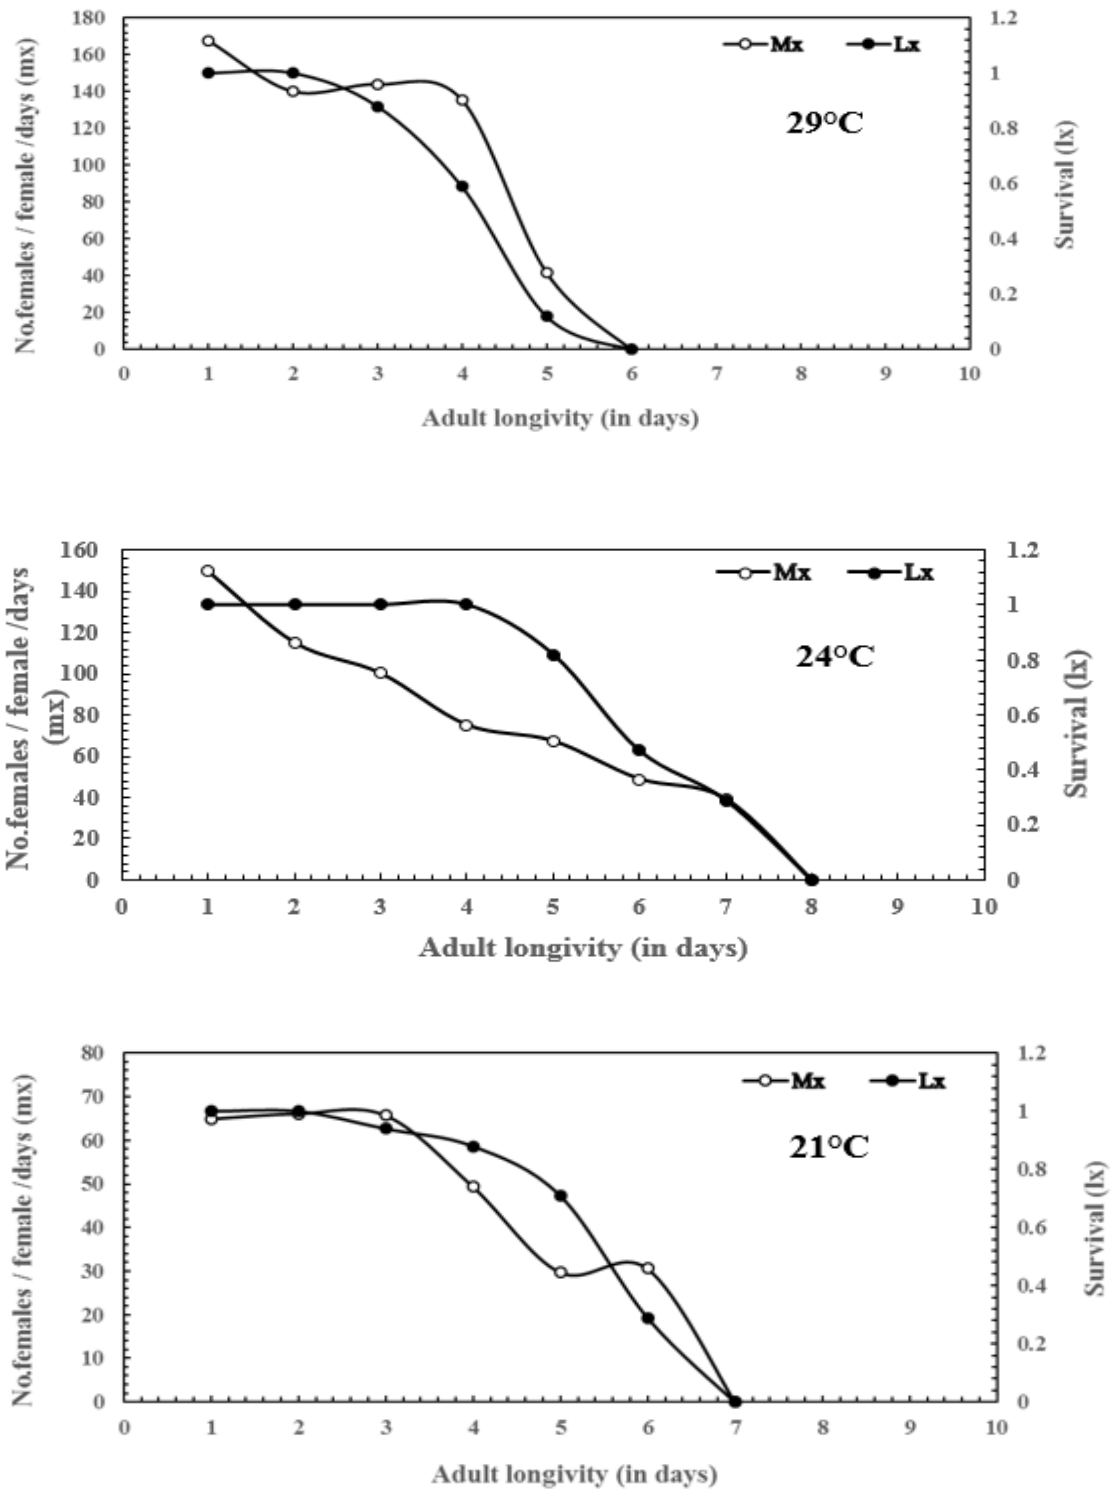 180
160
140
120
100
80
60
40
20
0
No.females / female /days (mx)
1.2
1
0.8
0.6
0.4
0.2
0
Survival (lx)
Mx Lx
29°C
0 1 2 3 4 5 6 7 8 9 10
Adult longivity (in days)
160
140
120
100
80
60
40
20
0
No.females / female /days
(mx)
1.2
1
0.8
0.6
0.4
0.2
0
Survival (lx)
Mx Lx
24°C
0 1 2 3 4 5 6 7 8 9 10
Adult longivity (in days)
80
70
60
50
40
30
20
10
0
No.females / female /days (mx)
1.2
1
0.8
0.6
0.4
0.2
0
Survival (lx)
Mx Lx
21°C
0 1 2 3 4 5 6 7 8 9 10
Adult longivity (in days)